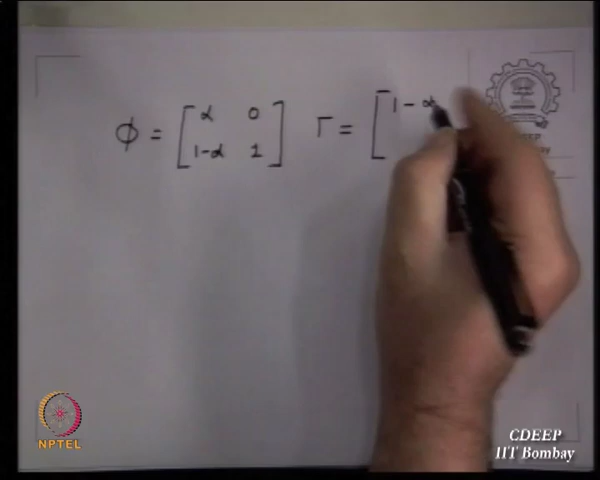 ϕ = [ α 0 ; 1-α 1 ] Γ = [ 1-α
NPTEL
CDEEP
IIT Bombay